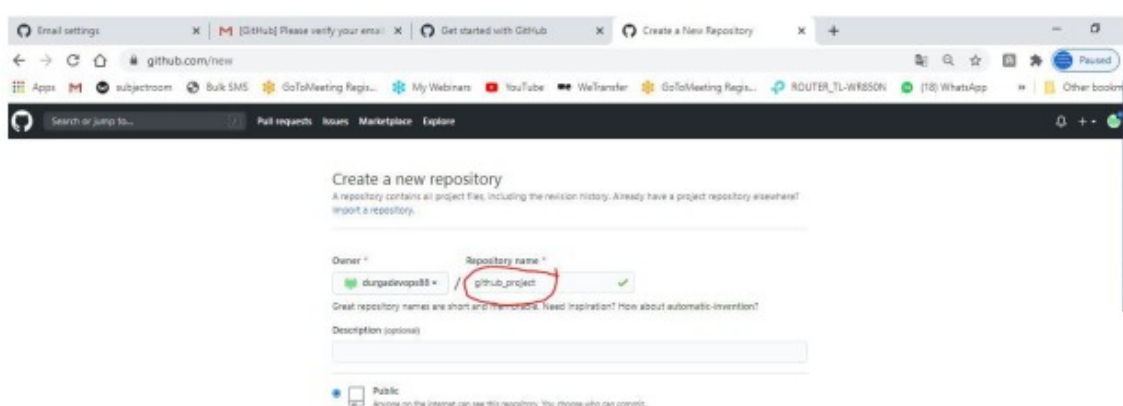 Email settings
[GitHub] Please verify your emai
Get started with GitHub
Create a New Repository
github.com/new
Paused
Apps
subjectroom
Bulk SMS
GoToMeeting Regis...
My Webinars
YouTube
WeTransfer
GoToMeeting Regis...
ROUTER_TL-WR850N
(18) WhatsApp
»
Other bookm
Search or jump to...
/
Pull requests Issues Marketplace Explore
Create a new repository
A repository contains all project files, including the revision history. Already have a project repository elsewhere?
Import a repository.
Owner *
Repository name *
durgadevops88
/
github_project
Great repository names are short and memorable. Need inspiration? How about automatic-invention?
Description (optional)
Public
Anyone on the internet can see this repository. You choose who can commit.